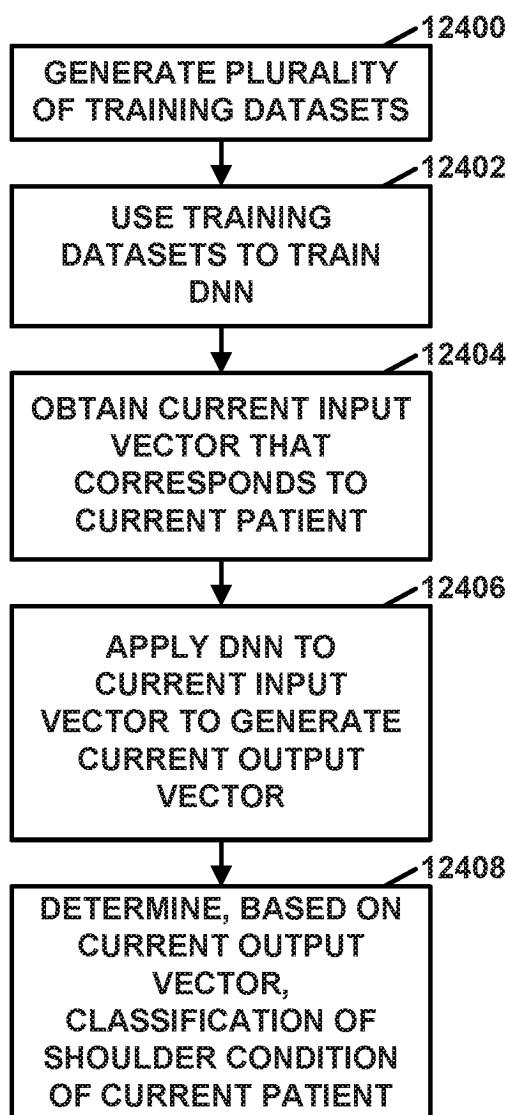 12400
GENERATE PLURALITY
OF TRAINING DATASETS
12402
USE TRAINING
DATASETS TO TRAIN
DNN
12404
OBTAIN CURRENT INPUT
VECTOR THAT
CORRESPONDS TO
CURRENT PATIENT
12406
APPLY DNN TO
CURRENT INPUT
VECTOR TO GENERATE
CURRENT OUTPUT
VECTOR
12408
DETERMINE, BASED ON
CURRENT OUTPUT
VECTOR,
CLASSIFICATION OF
SHOULDER CONDITION
OF CURRENT PATIENT